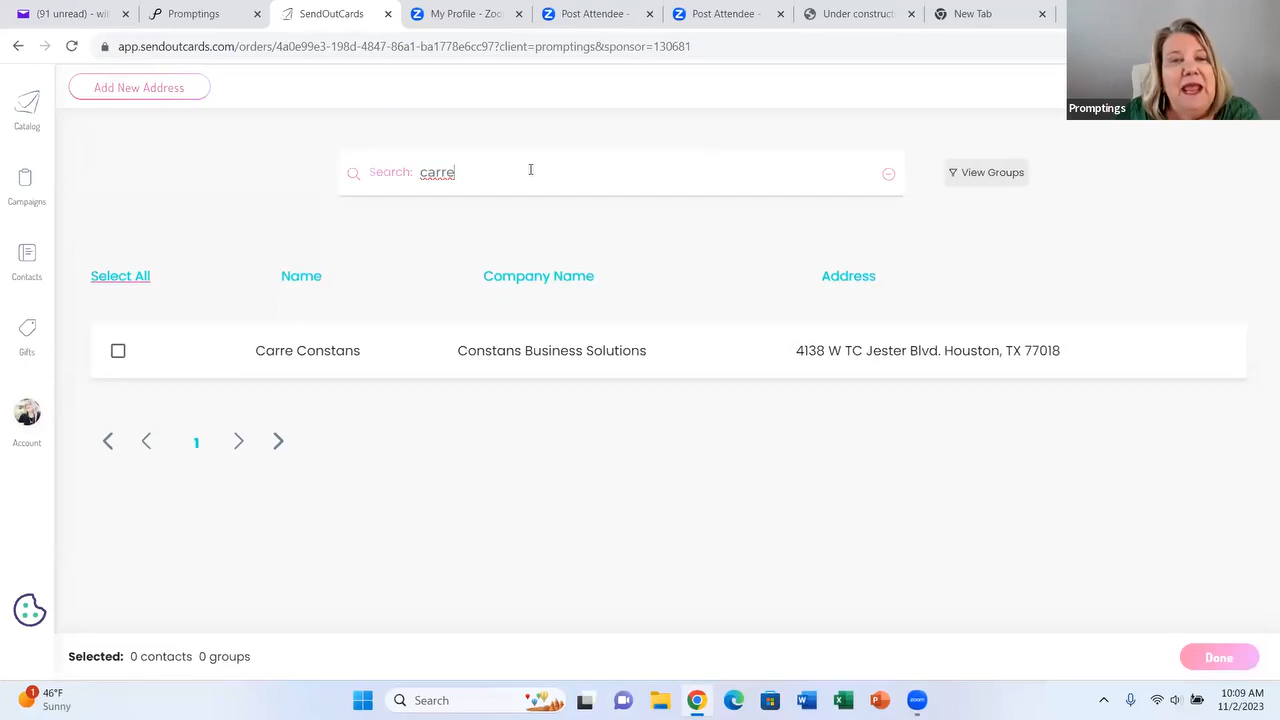 (91 unread) - wil
Promptings
SendOutCards
My Profile - Zoo
Post Attendee -
Post Attendee -
Under construct
New Tab
app.sendoutcards.com/orders/4a0e99e3-198d-4847-86a1-ba1778e6cc97?client=promptings&sponsor=130681
Promptings
Add New Address
Catalog
Campaigns
Contacts
Gifts
Account
Search: carre
View Groups
Select All Name Company Name Address
Carre Constans Constans Business Solutions 4138 W TC Jester Blvd. Houston, TX 77018
1
Selected: 0 contacts 0 groups
Done
1
46°F
Sunny
Search
zoom
10:09 AM
11/2/2023